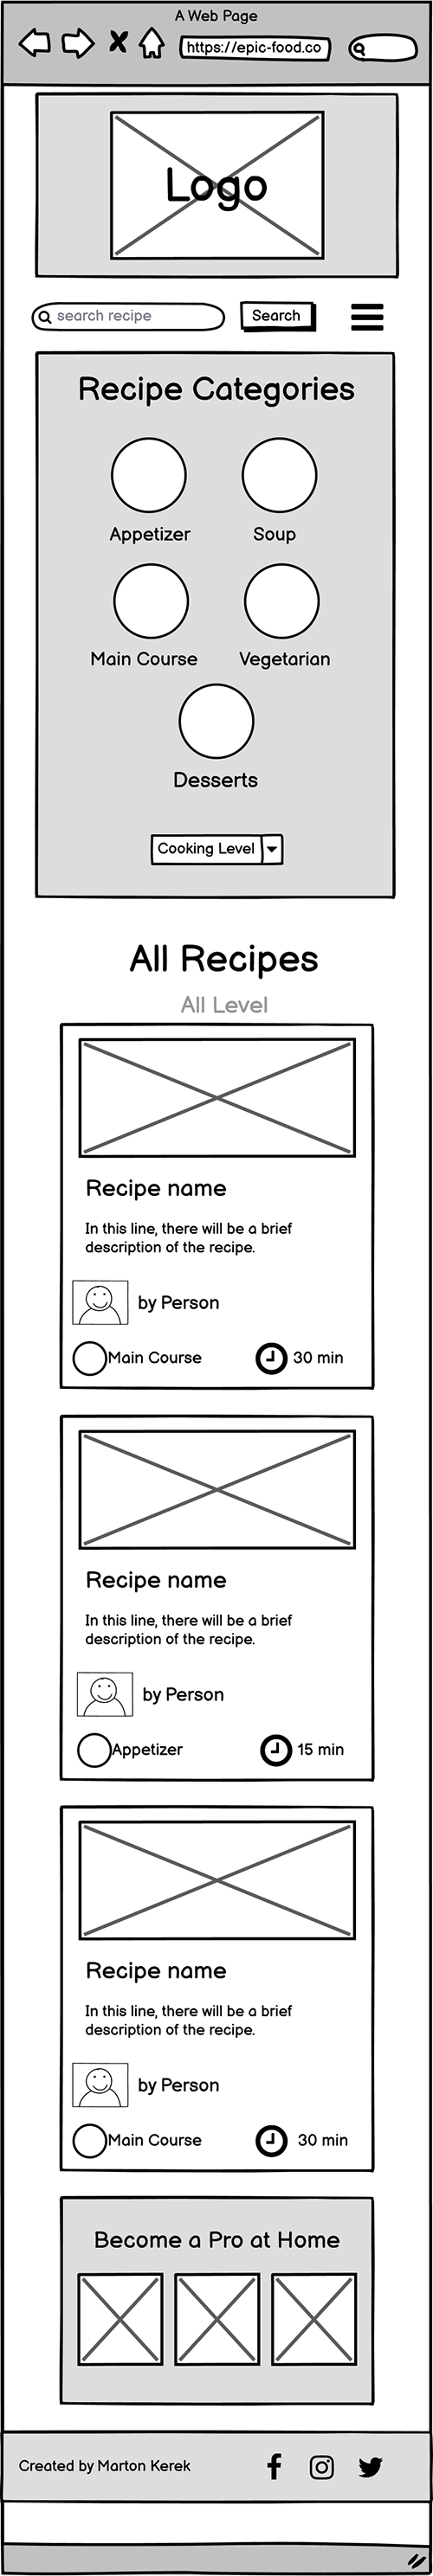 A Web Page
https://epic-food.co
Logo
search recipe
Search
Recipe Categories
Appetizer
Soup
Main Course
Vegetarian
Desserts
Cooking Level
All Recipes
All Level
Recipe name
In this line, there will be a brief
description of the recipe.
by Person
Main Course
30 min
Recipe name
In this line, there will be a brief
description of the recipe.
by Person
Appetizer
15 min
Recipe name
In this line, there will be a brief
description of the recipe.
by Person
Main Course
30 min
Become a Pro at Home
Created by Marton Kerek